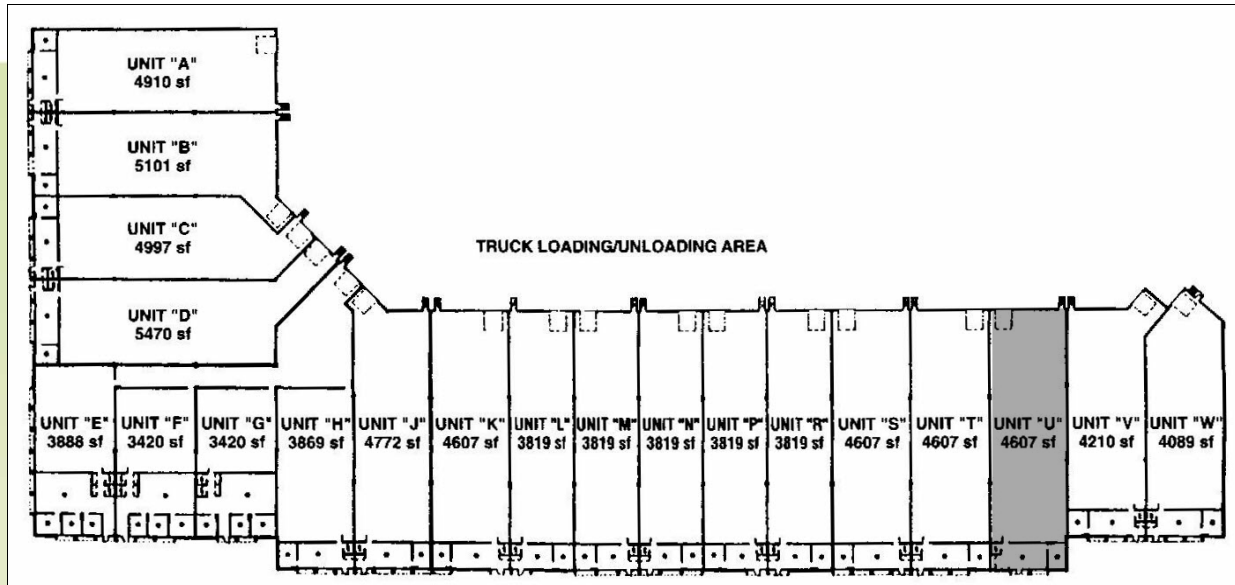 UNIT "A"
4910 sf
UNIT "B"
5101 sf
UNIT "C"
4997 sf
TRUCK LOADING/UNLOADING AREA
UNIT "D"
5470 sf
UNIT "E"
3888 sf
UNIT "F"
3420 sf
UNIT "G"
3420 sf
UNIT "H"
3869 sf
UNIT "J"
4772 sf
UNIT "K"
4607 sf
UNIT "L"
3819 sf
UNIT "M"
3819 sf
UNIT "N"
3819 sf
UNIT "P"
3819 sf
UNIT "R"
3819 sf
UNIT "S"
4607 sf
UNIT "T"
4607 sf
UNIT "U"
4607 sf
UNIT "V"
4210 sf
UNIT "W"
4089 sf